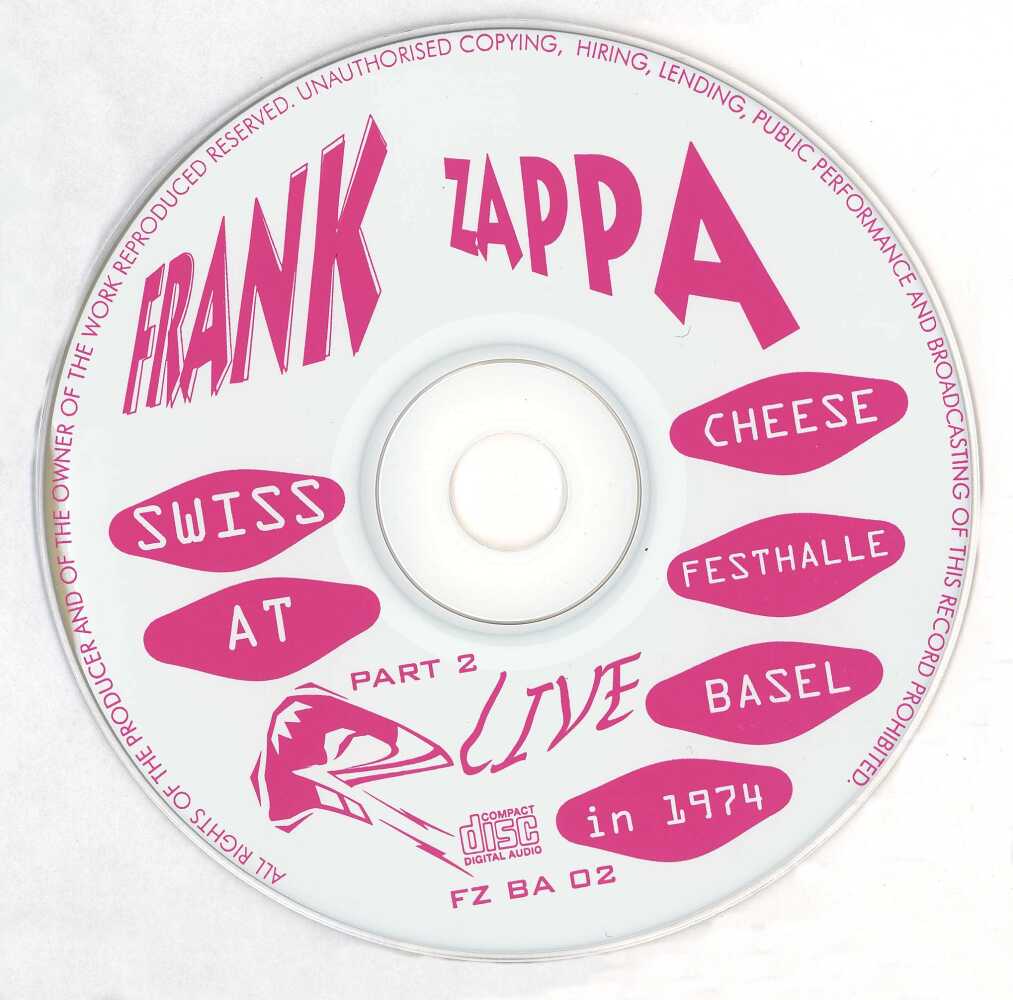 ALL RIGHTS OF THE PRODUCER AND OF THE OWNER OF THE WORK REPRODUCED RESERVED. UNAUTHORISED COPYING, HIRING, LENDING, PUBLIC PERFORMANCE AND BROADCASTING OF THIS RECORD PROHIBITED.
FRANK ZAPPA
SWISS
CHEESE
AT
FESTHALLE
BASEL
PART 2
LIVE
in 1974
COMPACT
disc
DIGITAL AUDIO
FZ BA 02